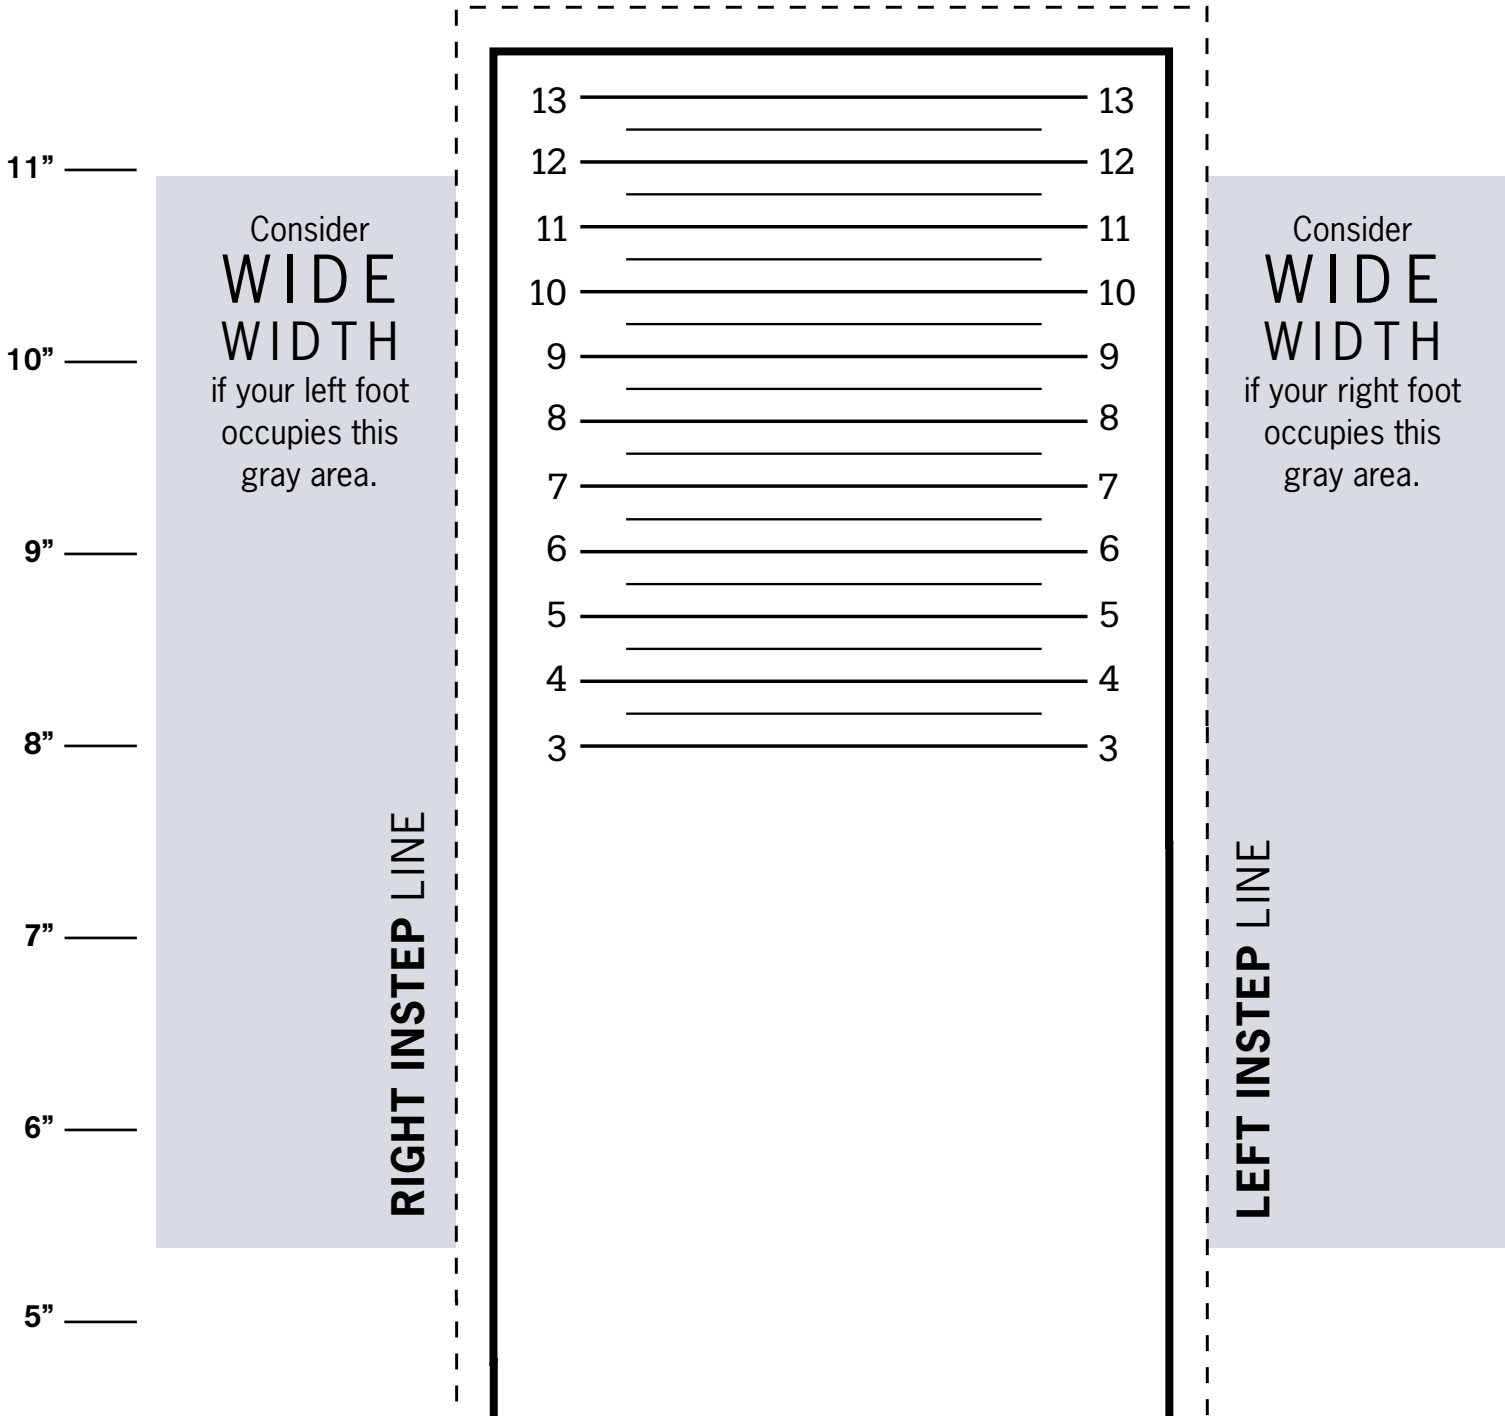 13 13
12 12
11”
Consider
WIDE
WIDTH
if your left foot
occupies this
gray area.
11 11
Consider
WIDE
WIDTH
if your right foot
occupies this
gray area.
10 10
10”
9 9
8 8
7 7
9”
6 6
5 5
4 4
8”
3 3
RIGHT INSTEP LINE
LEFT INSTEP LINE
7”
6”
5”